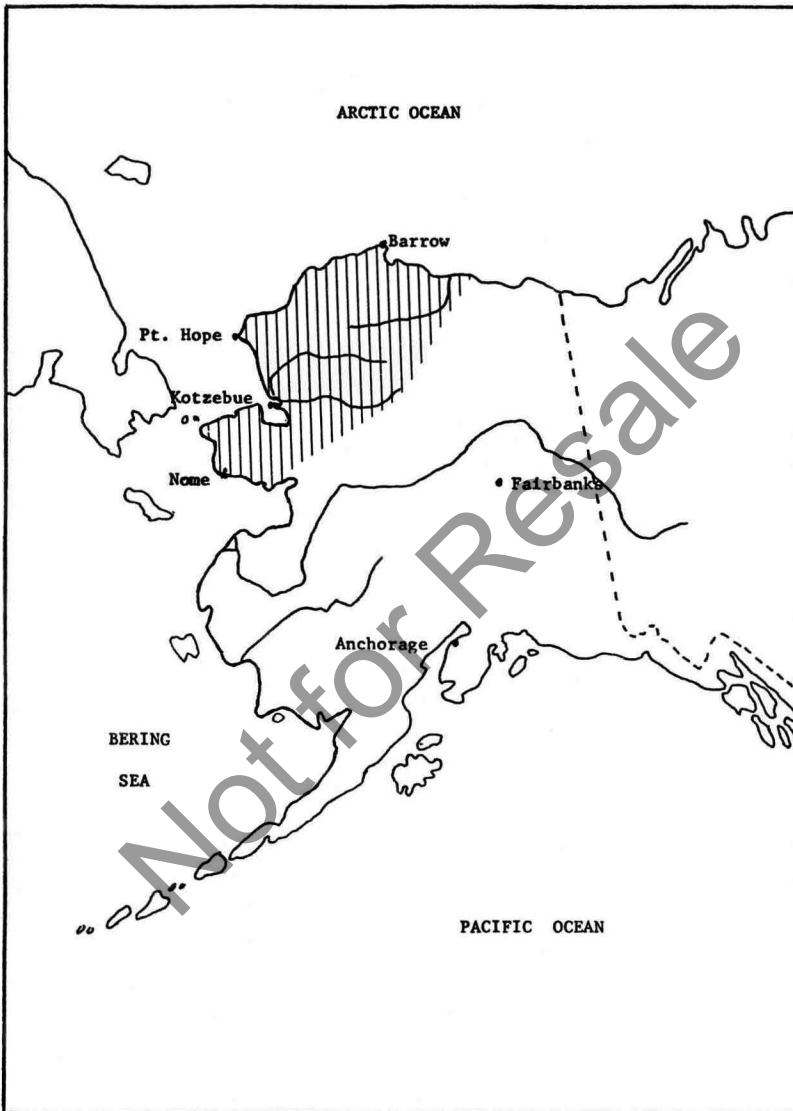 ARCTIC OCEAN
Barrow
Pt. Hope
Kotzebue
Nome
Fairbanks
Anchorage
BERING
SEA
PACIFIC OCEAN
Not for Resale